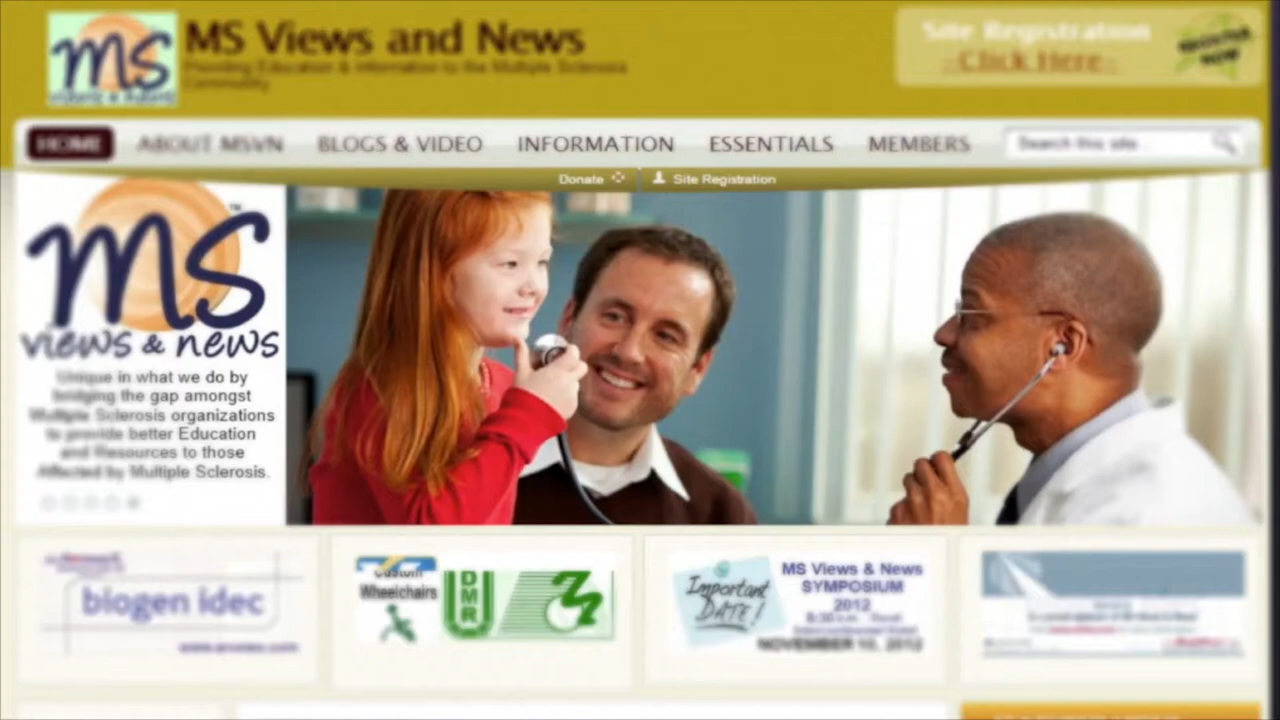 MS
MS Views and News
Providing Education & Information to the Multiple Sclerosis
Community
Site Registration
-Click Here-
REGISTER
NOW
HOME
ABOUT MSVN
BLOGS & VIDEO
INFORMATION
ESSENTIALS
MEMBERS
Search this site...
Donate
Site Registration
MS
views & news
Unique in what we do by
bridging the gap amongst
Multiple Sclerosis organizations
to provide better Education
and Resources to those
Affected by Multiple Sclerosis.
biogen idec
Custom
Wheelchairs
DMR
Important
DATE!
MS Views & News
SYMPOSIUM
2012
NOVEMBER 10, 2012